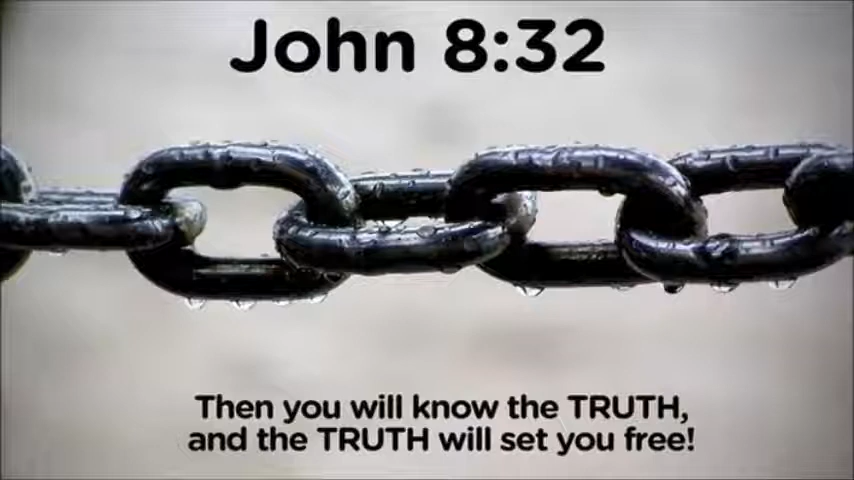 John 8:32
Then you will know the TRUTH,
and the TRUTH will set you free!